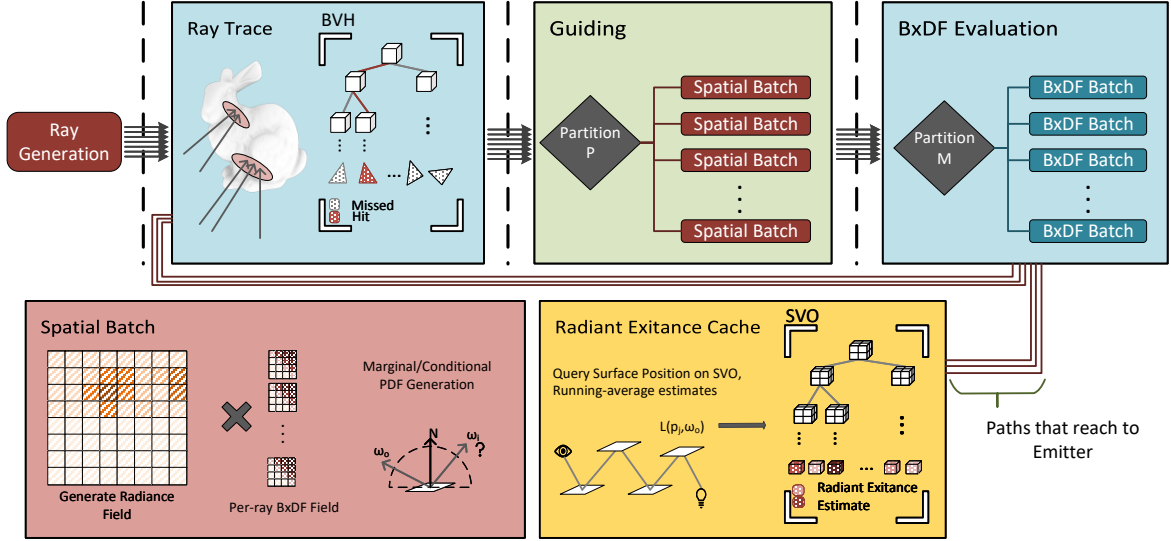 Ray Trace
BVH
Guiding
BxDF Evaluation
Ray
Generation
Missed
Hit
Partition
P
Spatial Batch
Spatial Batch
Spatial Batch
Spatial Batch
Partition
M
BxDF Batch
BxDF Batch
BxDF Batch
BxDF Batch
Spatial Batch
Generate Radiance
Field
Per-ray BxDF Field
Marginal/Conditional
PDF Generation
N
ωₒ
ωᵢ
?
Radiant Exitance Cache
SVO
Query Surface Position on SVO,
Running-average estimates
L(pⱼ,ωₒ)
Radiant Exitance
Estimate
Paths that reach to
Emitter